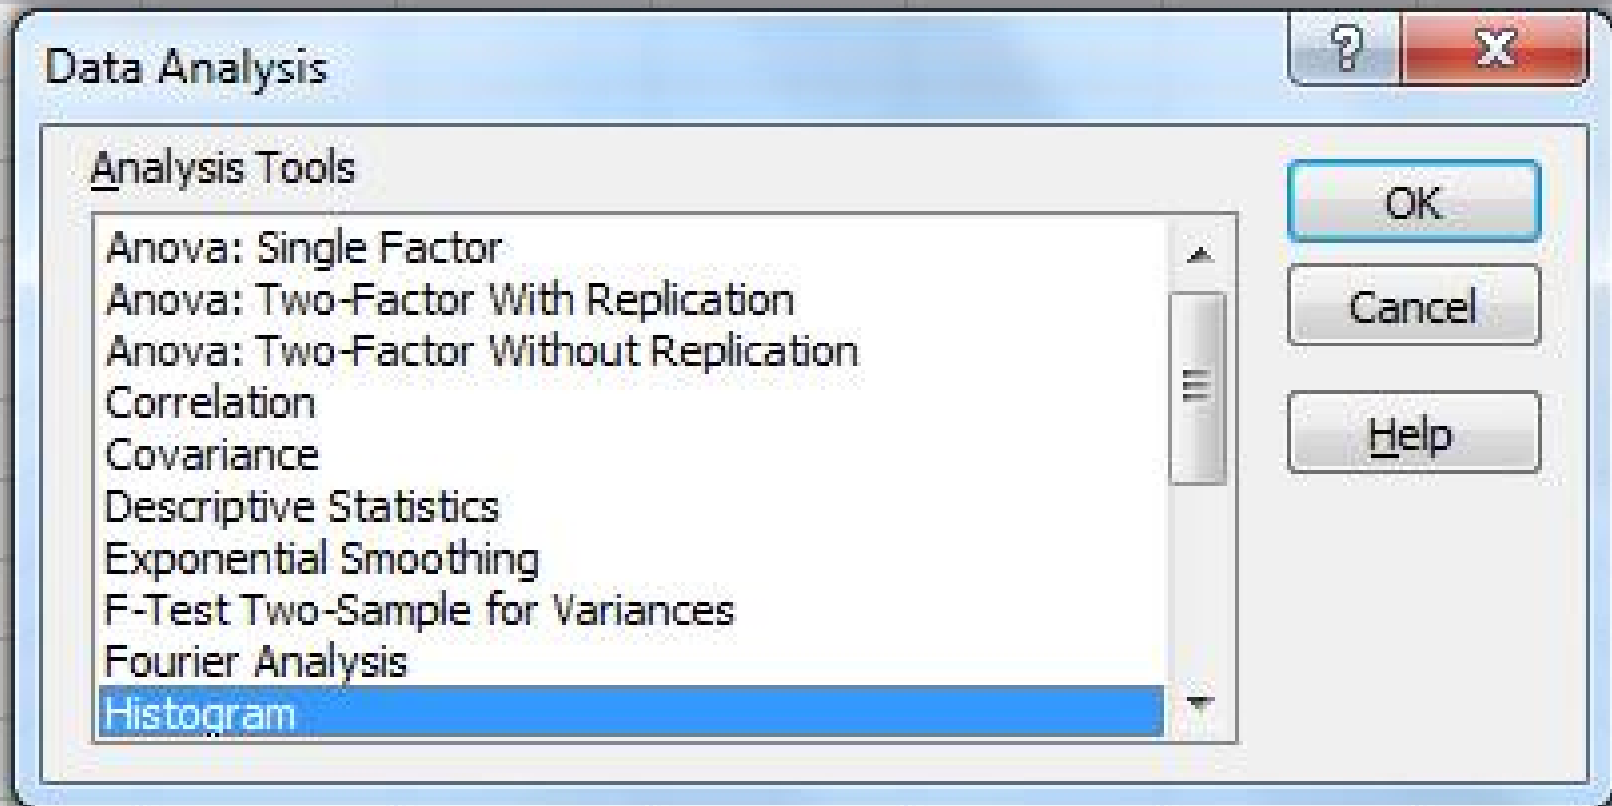 Data Analysis
Analysis Tools
Anova: Single Factor
Anova: Two-Factor With Replication
Anova: Two-Factor Without Replication
Correlation
Covariance
Descriptive Statistics
Exponential Smoothing
F-Test Two-Sample for Variances
Fourier Analysis
Histogram
OK
Cancel
Help